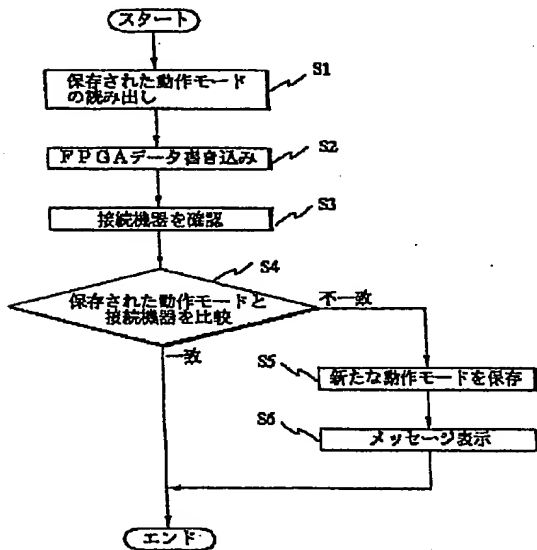 スタート
保存された動作モード
の読み出し
S1
FPGAデータ書き込み
S2
接続機器を確認
S3
S4
保存された動作モードと
接続機器を比較
不一致
一致
S5
新たな動作モードを保存
S6
メッセージ表示
エンド